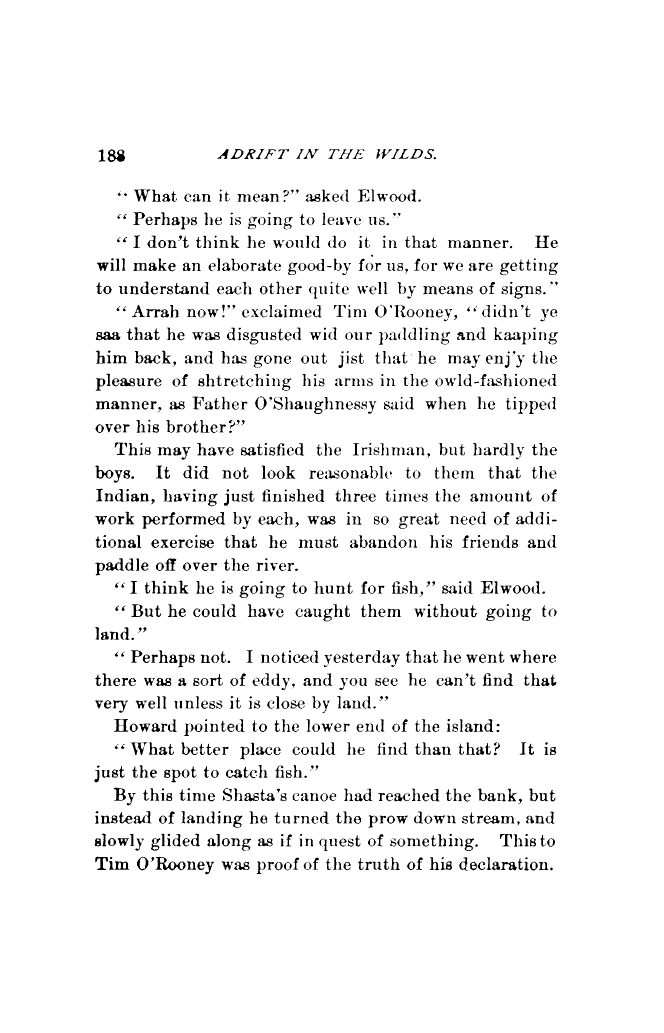 188 ADRIFT IN THE WILDS.
“ What can it mean?” asked Elwood.
“ Perhaps he is going to leave us.”
“ I don't think he would do it in that manner. He
will make an elaborate good-by for us, for we are getting
to understand each other quite well by means of signs.”
“ Arrah now!” exclaimed Tim O'Rooney, “ didn't ye
saa that he was disgusted wid our paddling and kaaping
him back, and has gone out jist that he may enj'y the
pleasure of shtretching his arms in the owld-fashioned
manner, as Father O'Shaughnessy said when he tipped
over his brother?”
This may have satisfied the Irishman, but hardly the
boys. It did not look reasonable to them that the
Indian, having just finished three times the amount of
work performed by each, was in so great need of addi-
tional exercise that he must abandon his friends and
paddle off over the river.
“ I think he is going to hunt for fish,” said Elwood.
“ But he could have caught them without going to
land.”
“ Perhaps not. I noticed yesterday that he went where
there was a sort of eddy, and you see he can't find that
very well unless it is close by land.”
Howard pointed to the lower end of the island:
“ What better place could he find than that? It is
just the spot to catch fish.”
By this time Shasta's canoe had reached the bank, but
instead of landing he turned the prow down stream, and
slowly glided along as if in quest of something. This to
Tim O'Rooney was proof of the truth of his declaration.